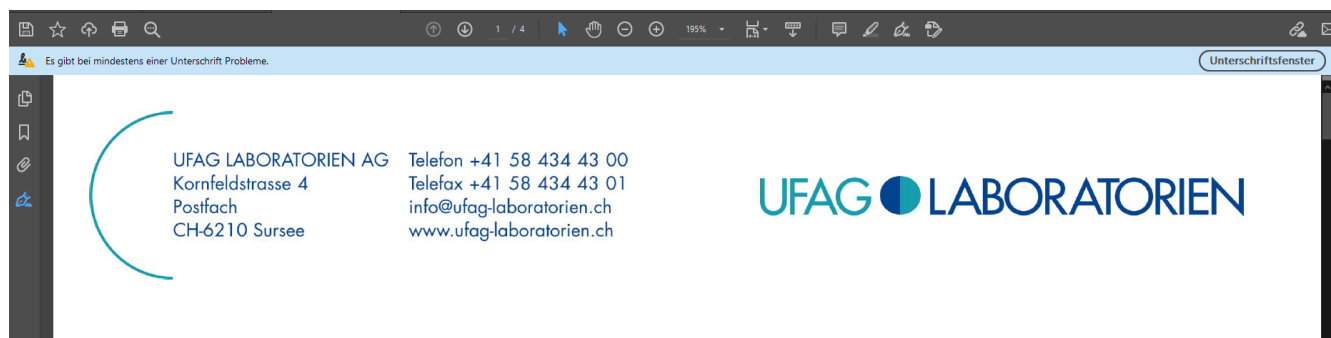 1 / 4
195%
Es gibt bei mindestens einer Unterschrift Probleme.
Unterschriftsfenster
UFAG LABORATORIEN AG
Kornfeldstrasse 4
Postfach
CH-6210 Sursee
Telefon +41 58 434 43 00
Telefax +41 58 434 43 01
info@ufag-laboratorien.ch
www.ufag-laboratorien.ch
UFAG LABORATORIEN